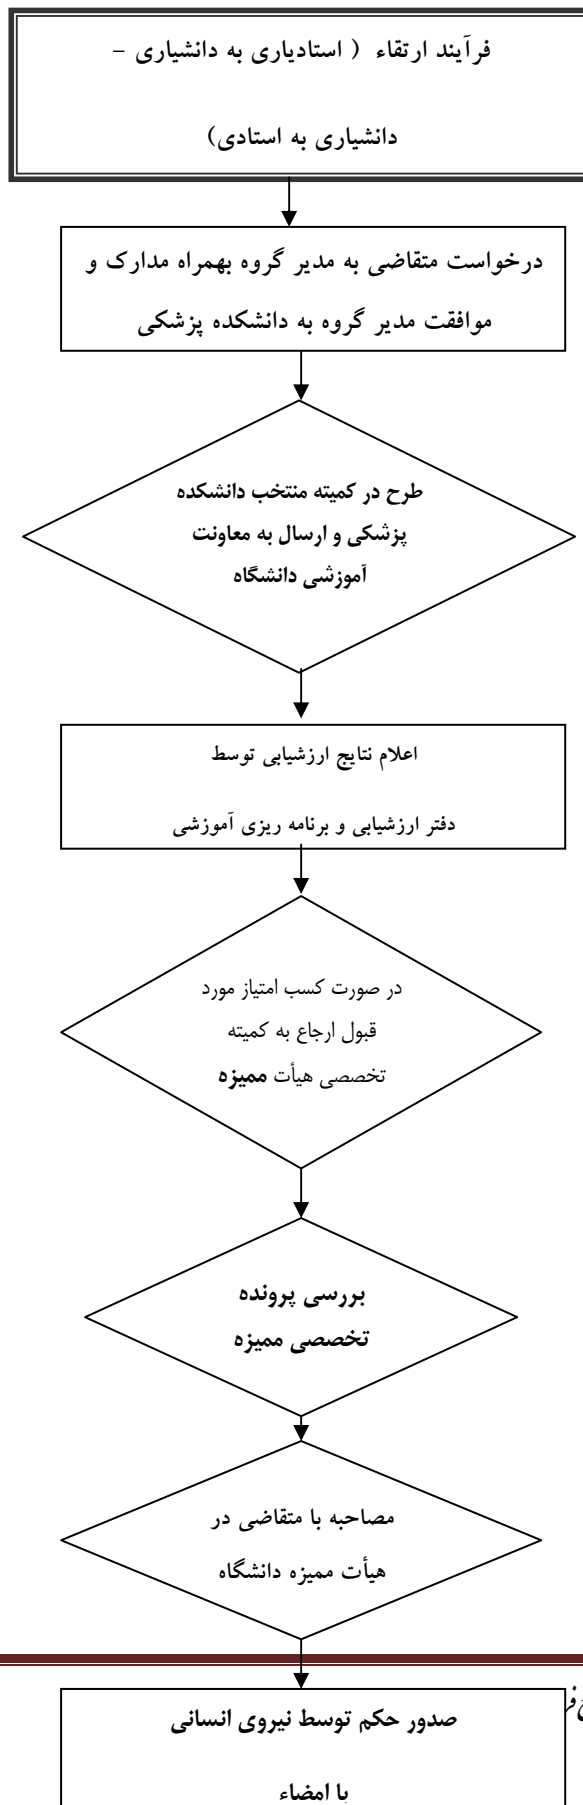 فرآیند ارتقاء ( استادیاری به دانشیاری –
دانشیاری به استادی)
درخواست متقاضی به مدیر گروه بهمراه مدارک و
موافقت مدیر گروه به دانشکده پزشکی
طرح در کمیته منتخب دانشکده
پزشکی و ارسال به معاونت
آموزشی دانشگاه
اعلام نتایج ارزشیابی توسط
دفتر ارزشیابی و برنامه ریزی آموزشی
در صورت کسب امتیاز مورد
قبول ارجاع به کمیته
تخصصی هیأت ممیزه
بررسی پرونده
تخصصی ممیزه
مصاحبه با متقاضی در
هیأت ممیزه دانشگاه
صدور حکم توسط نیروی انسانی
با امضاء